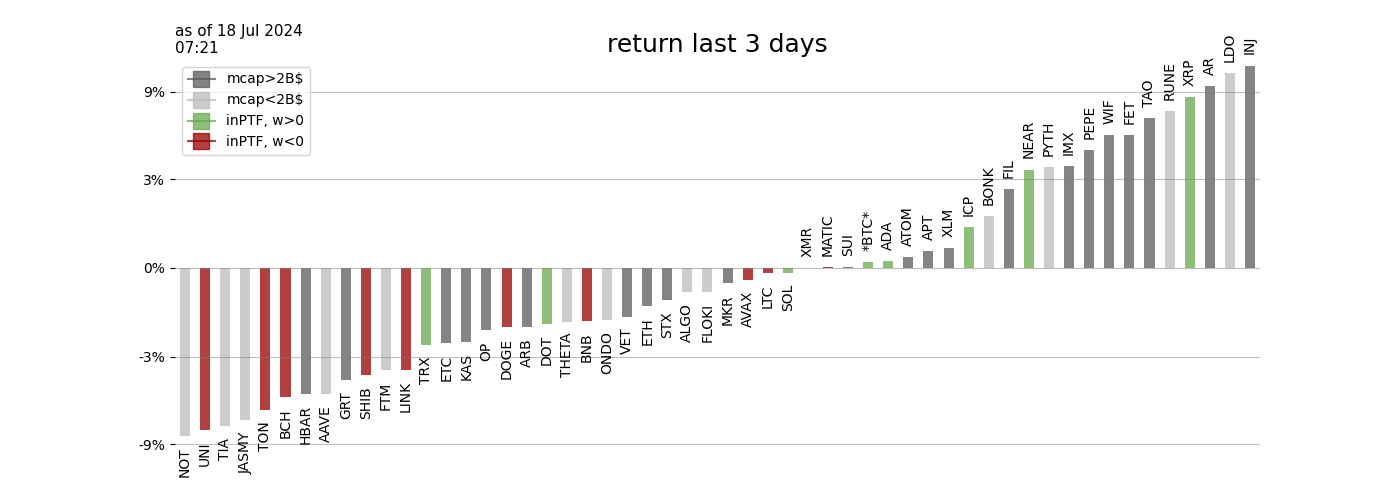 as of 18 Jul 2024
07:21
return last 3 days
mcap>2B$
mcap<2B$
inPTF, w>0
inPTF, w<0
9%
3%
0%
-3%
-9%
NOT
UNI
TIA
JASMY
TON
BCH
HBAR
AAVE
GRT
SHIB
FTM
LINK
TRX
ETC
KAS
OP
DOGE
ARB
DOT
THETA
BNB
ONDO
VET
ETH
STX
ALGO
FLOKI
MKR
AVAX
LTC
SOL
XMR
MATIC
SUI
*BTC*
ADA
ATOM
APT
XLM
ICP
BONK
FIL
NEAR
PYTH
IMX
PEPE
WIF
FET
TAO
RUNE
XRP
AR
LDO
INJ